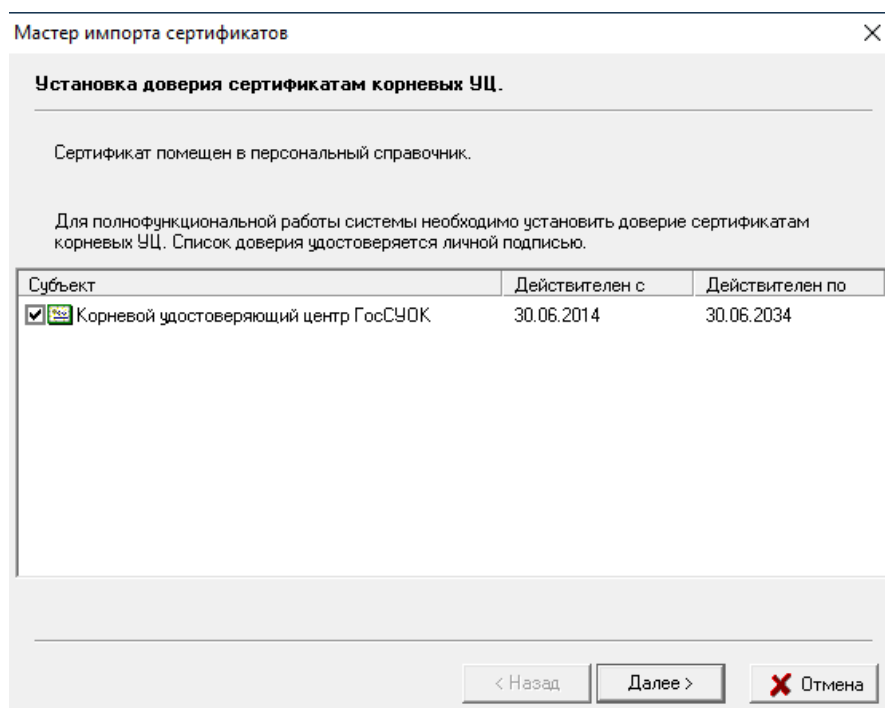 Мастер импорта сертификатов
Установка доверия сертификатам корневых УЦ.
Сертификат помещен в персональный справочник.
Для полнофункциональной работы системы необходимо установить доверие сертификатам
корневых УЦ. Список доверия удостоверяется личной подписью.
Субъект Действителен с Действителен по
Корневой удостоверяющий центр ГосСУОК 30.06.2014 30.06.2034
< Назад Далее > Отмена